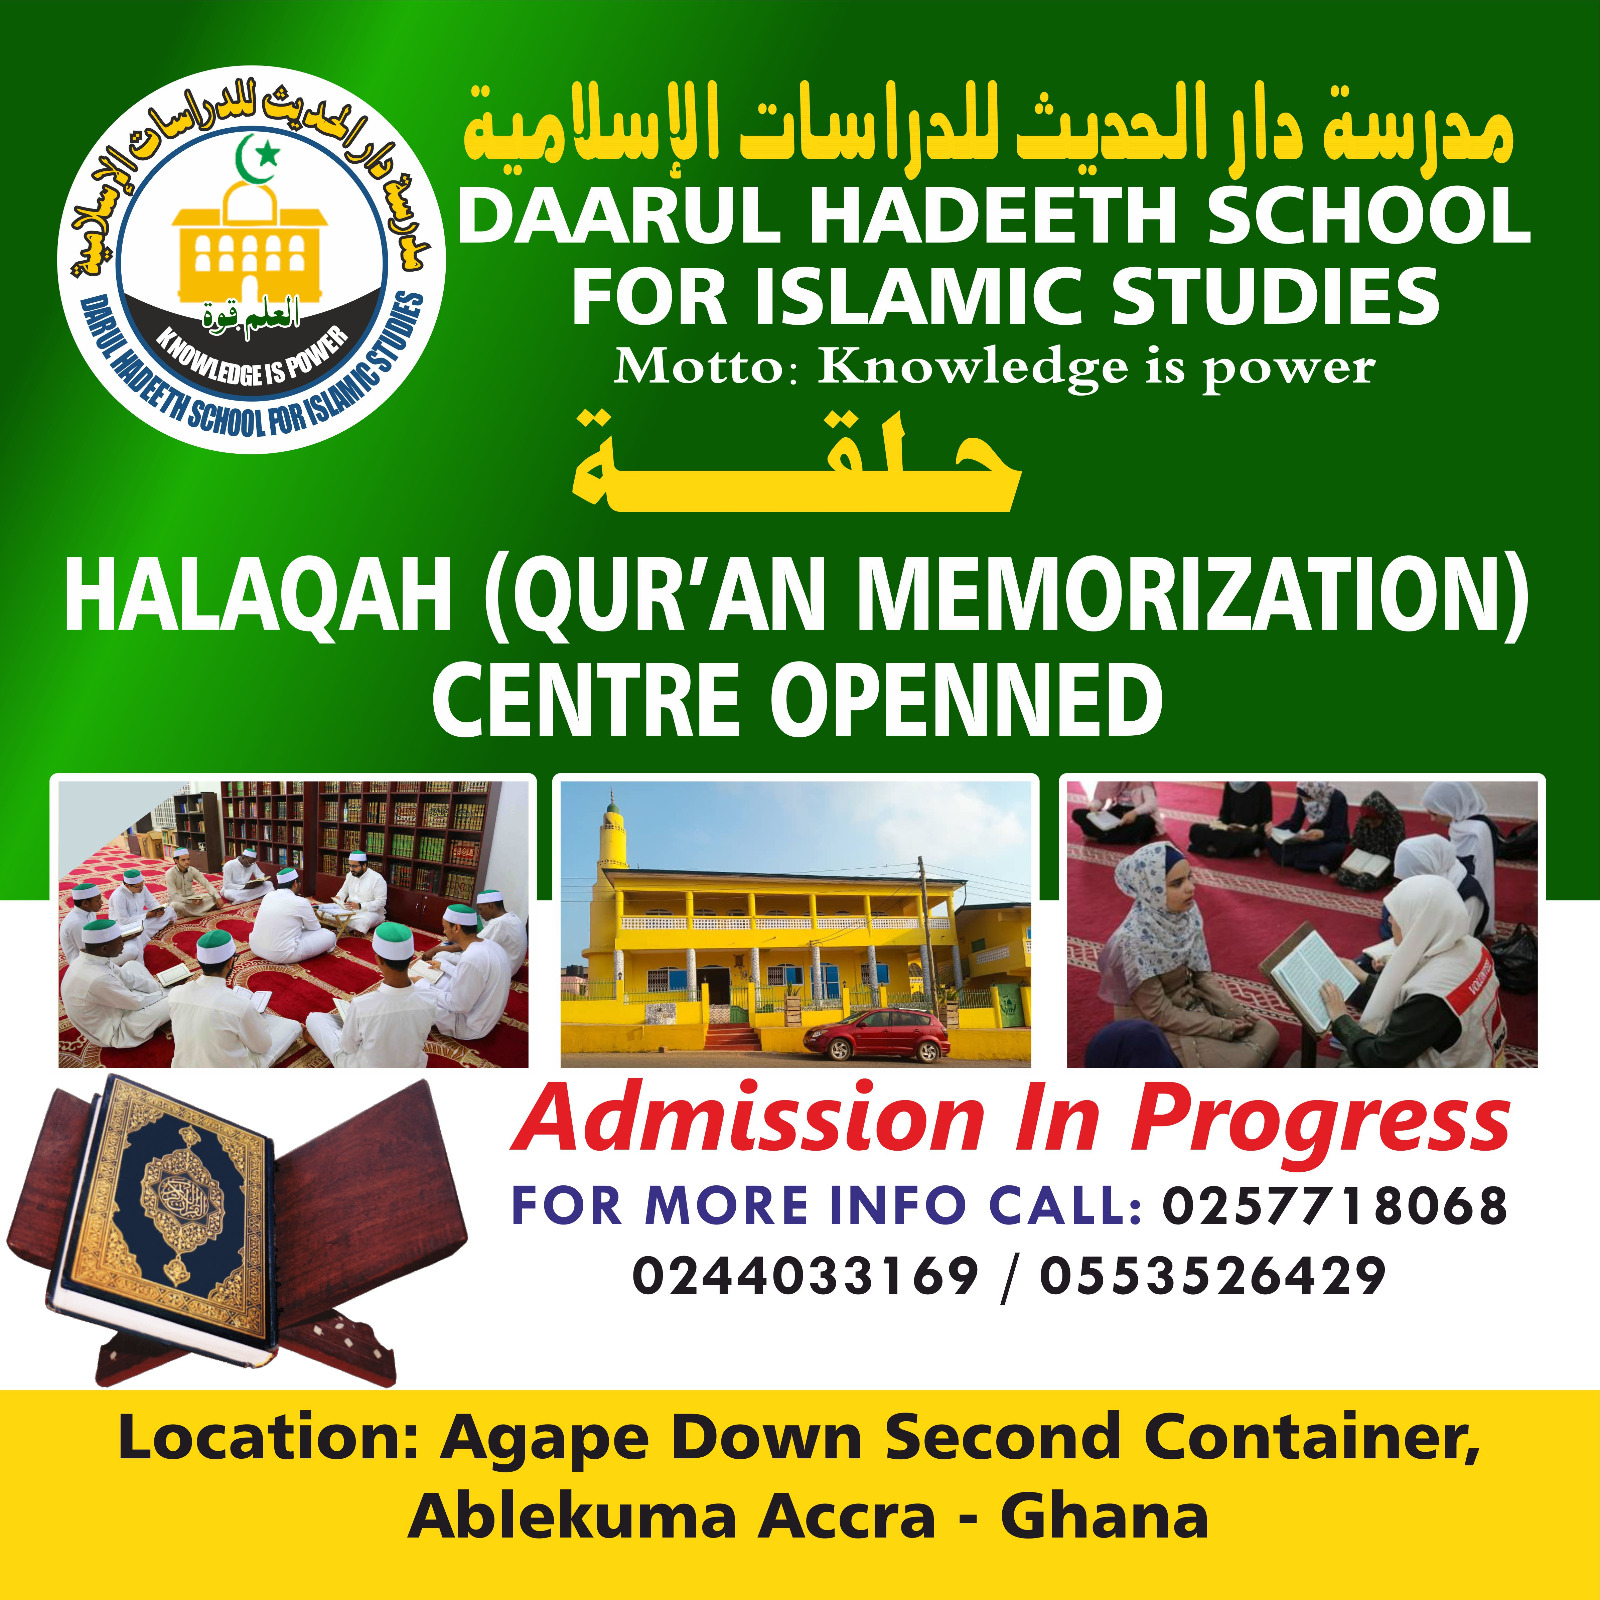 مدرسة دار الحديث للدراسات الإسلامية
العلم قوة
KNOWLEDGE IS POWER
DARUL HADEETH SCHOOL FOR ISLAMIC STUDIES
مدرسة دار الحديث للدراسات الإسلامية
DAARUL HADEETH SCHOOL
FOR ISLAMIC STUDIES
Motto: Knowledge is power
حلقة
HALAQAH (QUR'AN MEMORIZATION)
CENTRE OPENNED
VOLUNTEER
Admission In Progress
FOR MORE INFO CALL: 0257718068
0244033169 / 0553526429
Location: Agape Down Second Container,
Ablekuma Accra - Ghana